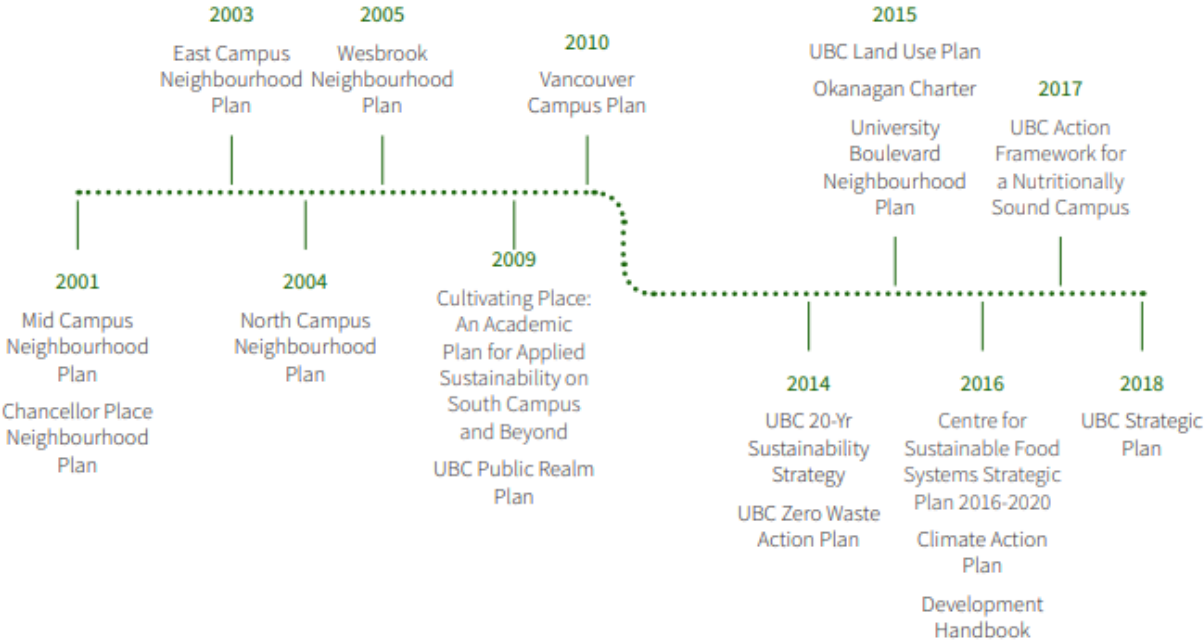 2003
East Campus
Neighbourhood
Plan
2005
Wesbrook
Neighbourhood
Plan
2010
Vancouver
Campus Plan
2015
UBC Land Use Plan
Okanagan Charter
University
Boulevard
Neighbourhood
Plan
2017
UBC Action
Framework for
a Nutritionally
Sound Campus
2001
Mid Campus
Neighbourhood
Plan
Chancellor Place
Neighbourhood
Plan
2004
North Campus
Neighbourhood
Plan
2009
Cultivating Place:
An Academic
Plan for Applied
Sustainability on
South Campus
and Beyond
UBC Public Realm
Plan
2014
UBC 20-Yr
Sustainability
Strategy
UBC Zero Waste
Action Plan
2016
Centre for
Sustainable Food
Systems Strategic
Plan 2016-2020
Climate Action
Plan
Development
Handbook
2018
UBC Strategic
Plan